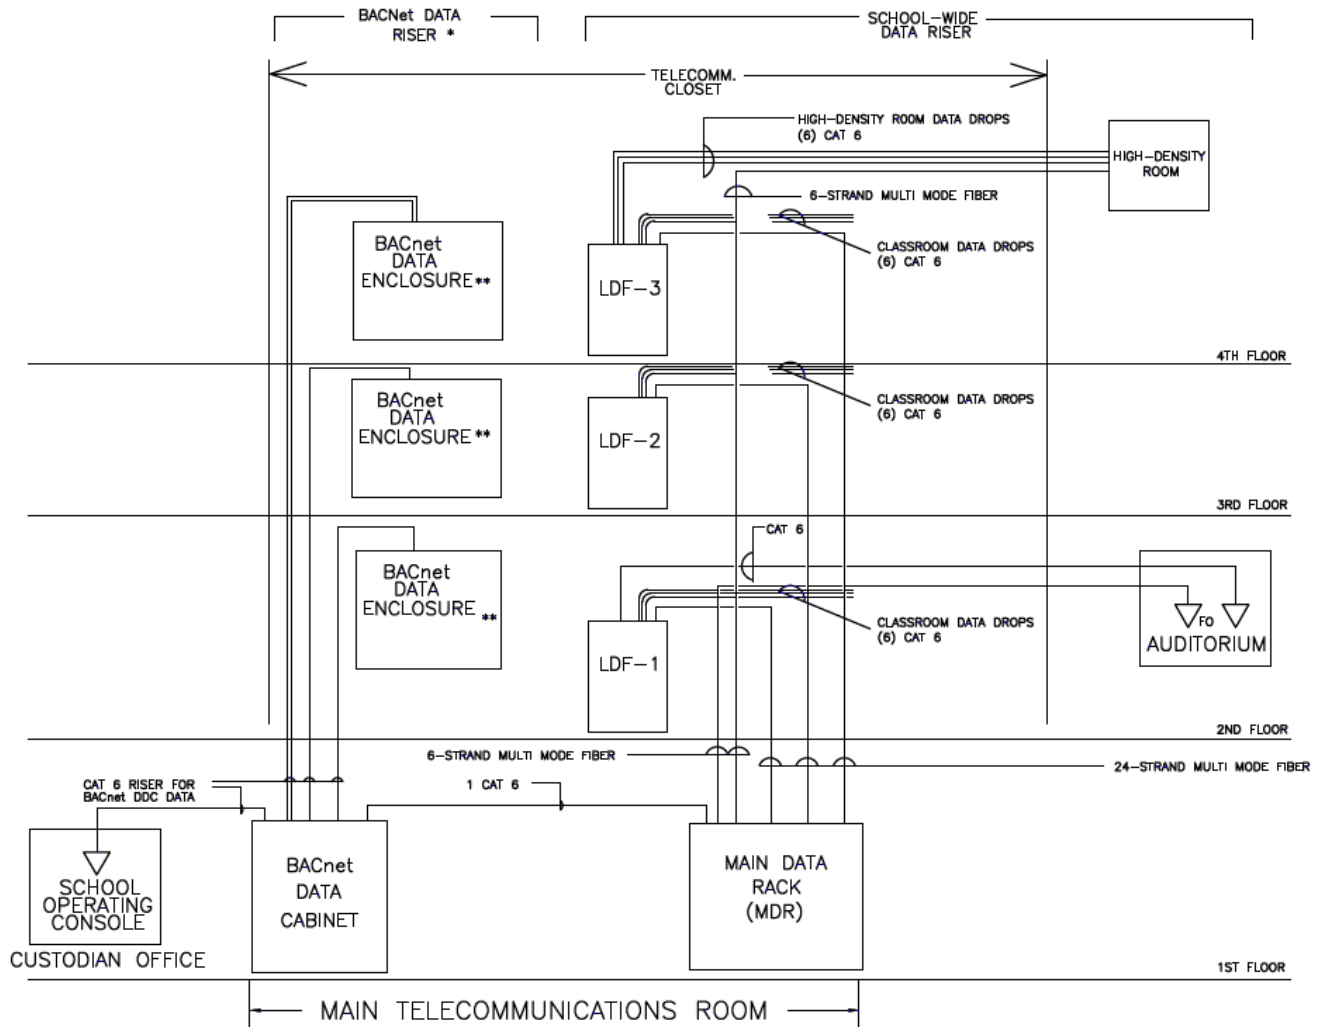 BACNet DATA
RISER *
SCHOOL-WIDE
DATA RISER
TELECOMM.
CLOSET
HIGH-DENSITY ROOM DATA DROPS
(6) CAT 6
HIGH-DENSITY
ROOM
6-STRAND MULTI MODE FIBER
BACnet
DATA
ENCLOSURE**
LDF-3
CLASSROOM DATA DROPS
(6) CAT 6
4TH FLOOR
BACnet
DATA
ENCLOSURE**
LDF-2
CLASSROOM DATA DROPS
(6) CAT 6
3RD FLOOR
CAT 6
BACnet
DATA
ENCLOSURE**
LDF-1
CLASSROOM DATA DROPS
(6) CAT 6
FO
AUDITORIUM
2ND FLOOR
6-STRAND MULTI MODE FIBER
24-STRAND MULTI MODE FIBER
CAT 6 RISER FOR
BACnet DDC DATA
1 CAT 6
SCHOOL
OPERATING
CONSOLE
CUSTODIAN OFFICE
BACnet
DATA
CABINET
MAIN DATA
RACK
(MDR)
1ST FLOOR
MAIN TELECOMMUNICATIONS ROOM